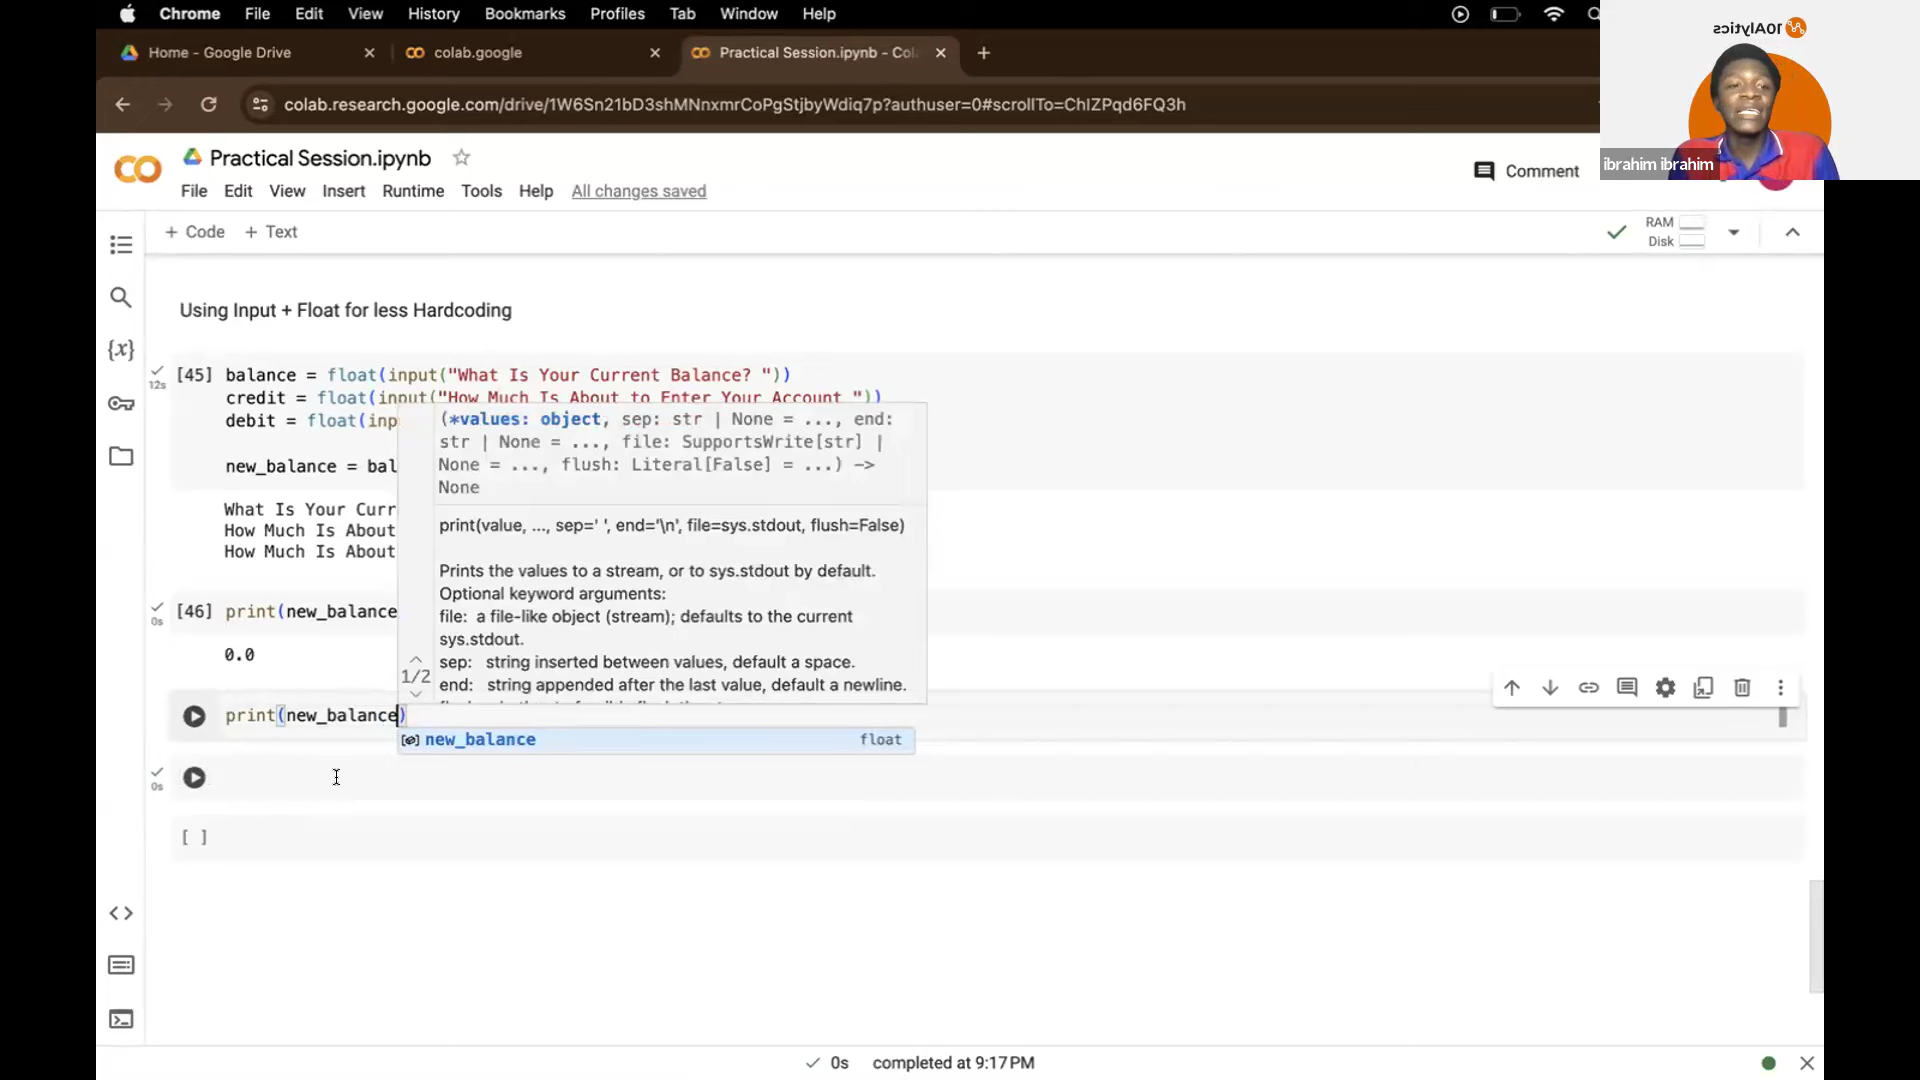 Chrome File Edit View History Bookmarks Profiles Tab Window Help
Home - Google Drive
colab.google
Practical Session.ipynb - Col
colab.research.google.com/drive/1W6Sn21bD3shMNnxmrCoPgStjbyWdiq7p?authuser=0#scrollTo=ChIZPqd6FQ3h
10Alytics
ibrahim ibrahim
Practical Session.ipynb
File Edit View Insert Runtime Tools Help All changes saved
Comment
+ Code + Text
RAM
Disk
Using Input + Float for less Hardcoding
[45] balance = float(input("What Is Your Current Balance? "))
12s
credit = float(input("How Much Is About to Enter Your Account "))
debit = float(inp
new_balance = bal
(*values: object, sep: str | None = ..., end:
str | None = ..., file: SupportsWrite[str] |
None = ..., flush: Literal[False] = ...) ->
None
print(value, ..., sep=' ', end='\n', file=sys.stdout, flush=False)
Prints the values to a stream, or to sys.stdout by default.
Optional keyword arguments:
file: a file-like object (stream); defaults to the current
sys.stdout.
sep: string inserted between values, default a space.
end: string appended after the last value, default a newline.
1/2
What Is Your Curr
How Much Is About
How Much Is About
[46] print(new_balance
0s
0.0
print(new_balance)
new_balance float
0s
[ ]
0s completed at 9:17 PM